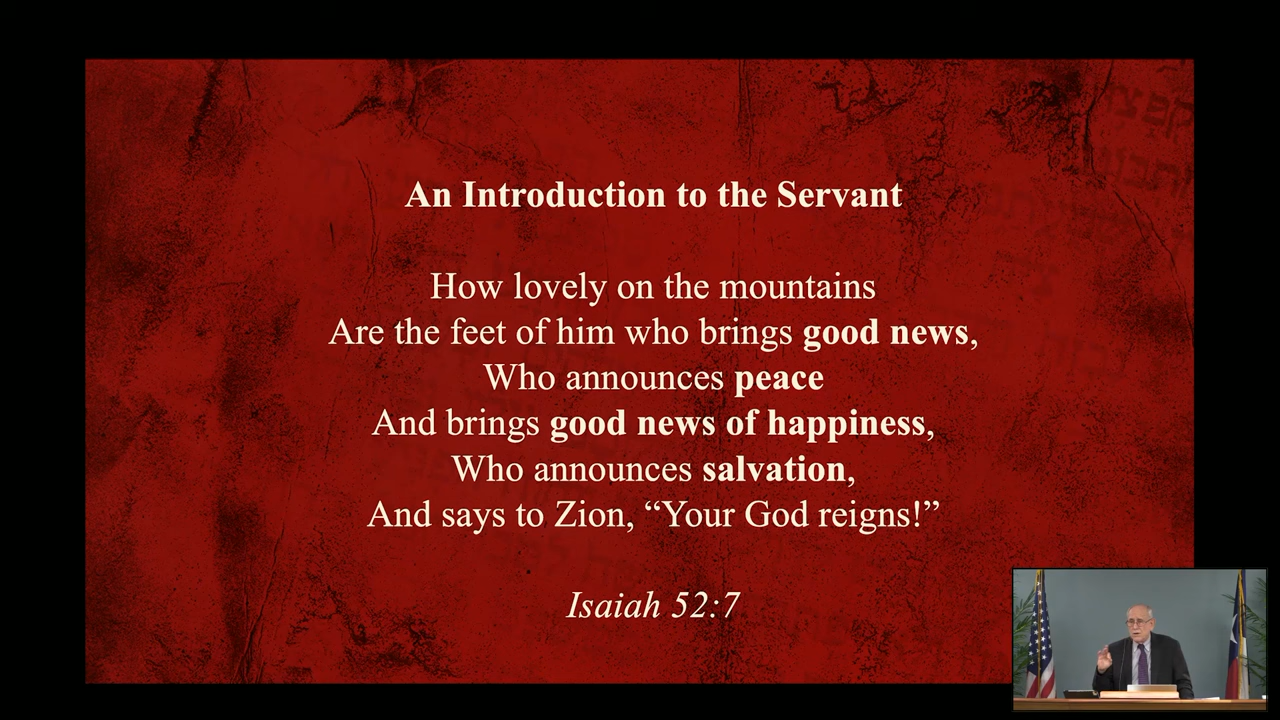 An Introduction to the Servant
How lovely on the mountains
Are the feet of him who brings good news,
Who announces peace
And brings good news of happiness,
Who announces salvation,
And says to Zion, “Your God reigns!”
Isaiah 52:7